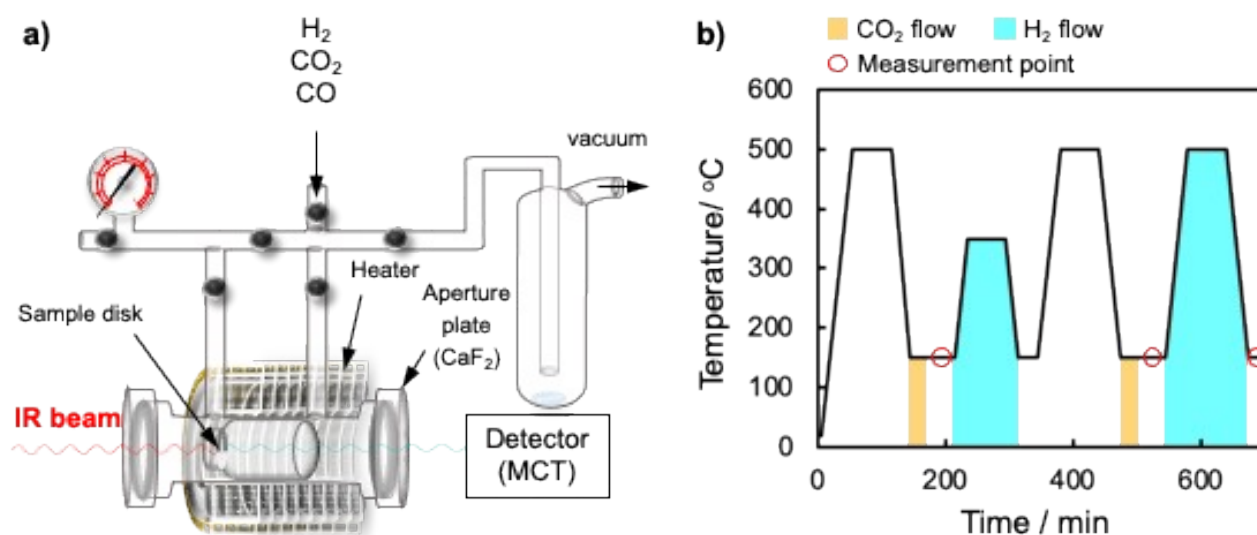 a)
H₂
CO₂
CO
vacuum
Heater
Aperture
plate
(CaF₂)
Sample disk
IR beam
Detector
(MCT)
b)
CO₂ flow H₂ flow
Measurement point
Temperature/ °C
600
500
400
300
200
100
0
0 200 400 600
Time / min